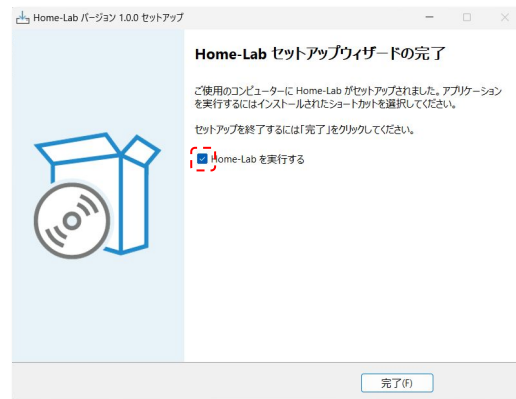 Home-Lab バージョン 1.0.0 セットアップ
Home-Lab セットアップウィザードの完了
ご使用のコンピューターに Home-Lab がセットアップされました。アプリケーション
を実行するにはインストールされたショートカットを選択してください。
セットアップを終了するには「完了」をクリックしてください。
Home-Lab を実行する
完了(F)